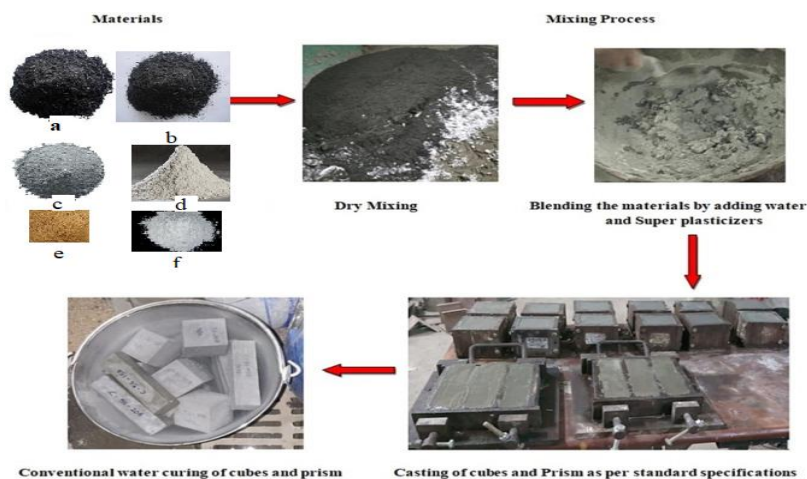 Materials
Mixing Process
a
b
c
d
e
f
Dry Mixing
Blending the materials by adding water
and Super plasticizers
Conventional water curing of cubes and prism
Casting of cubes and Prism as per standard specifications